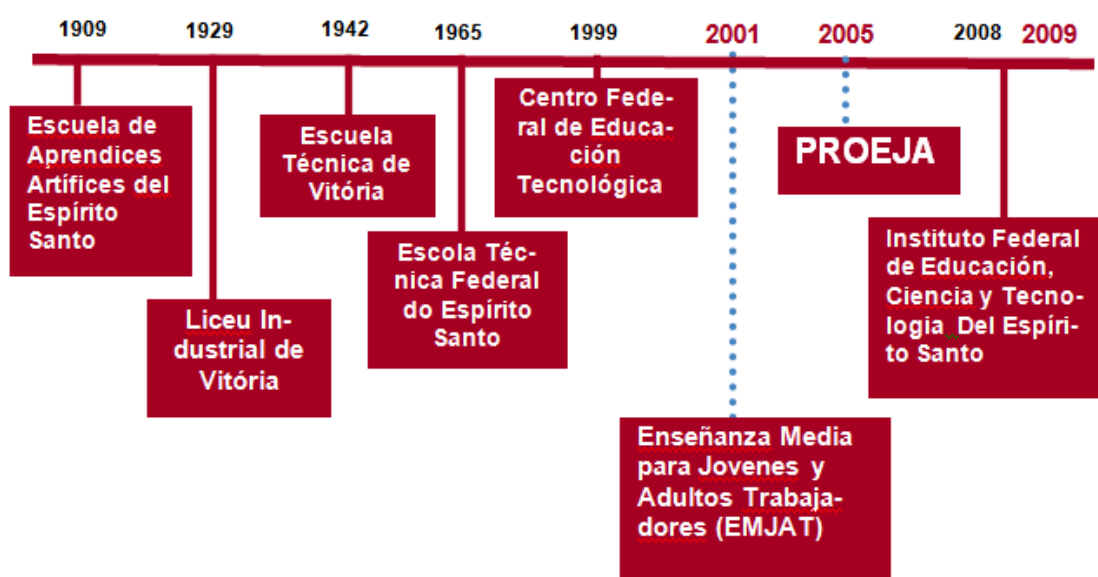 1909 1929 1942 1965 1999 2001 2005 2008 2009
Escuela de
Aprendices
Artífices del
Espírito
Santo
Liceu In-
dustrial de
Vitória
Escuela
Técnica de
Vitória
Escola Téc-
nica Federal
do Espírito
Santo
Centro Fede-
ral de Educa-
ción
Tecnológica
Enseñanza Media
para Jovenes y
Adultos Trabaja-
dores (EMJAT)
PROEJA
Instituto Federal
de Educación,
Ciencia y Tecno-
logia Del Espíri-
to Santo